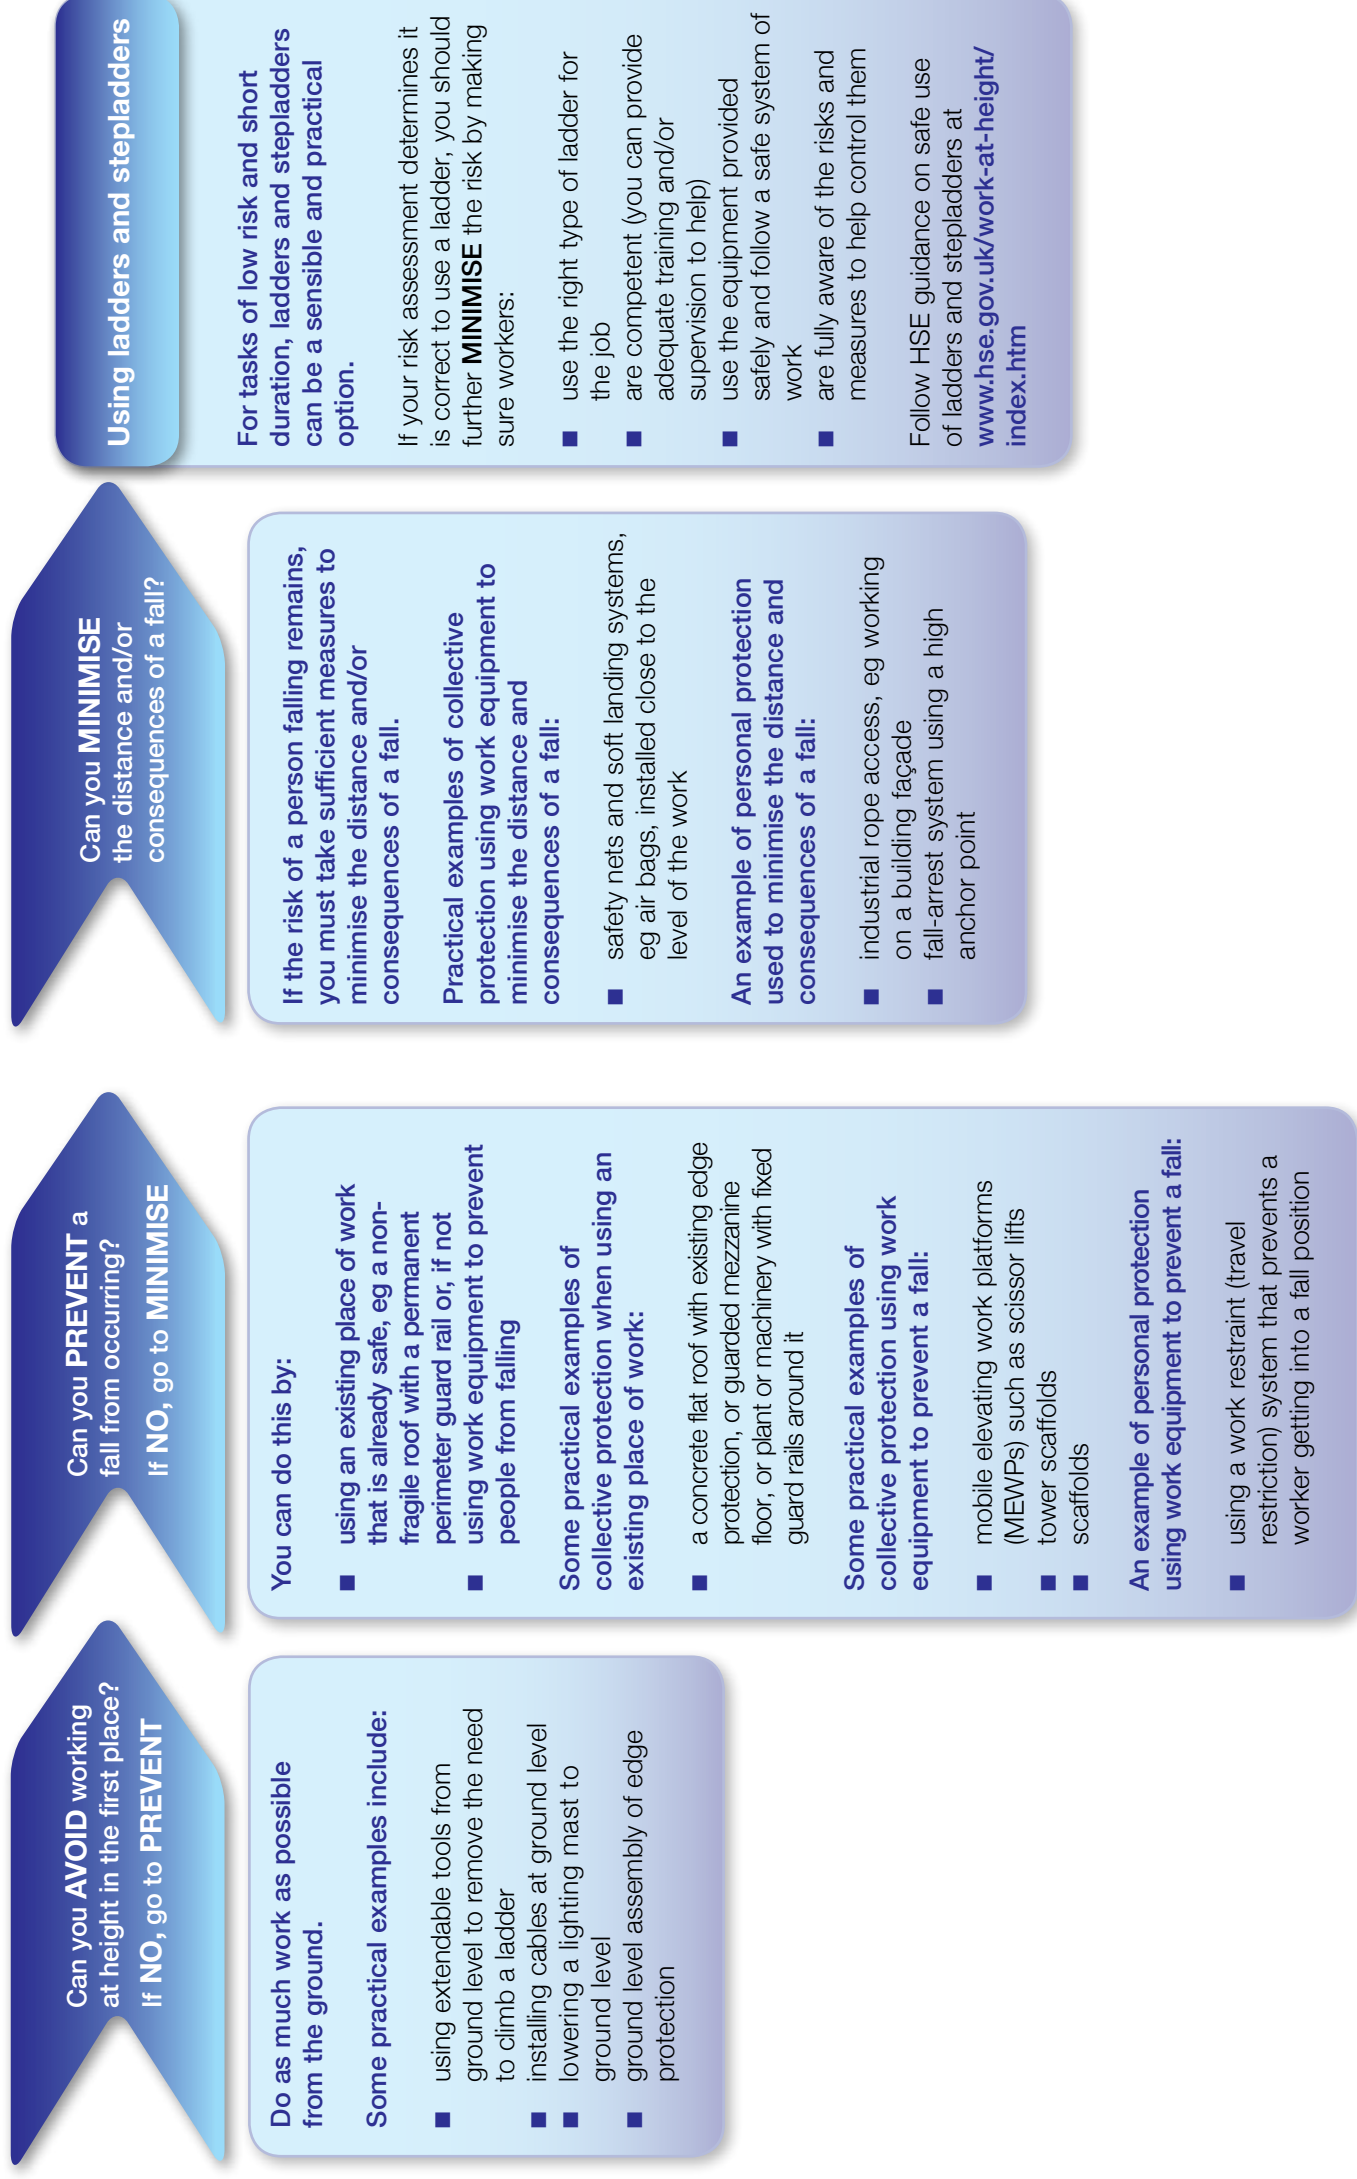 Can you AVOID working
at height in the first place?
If NO, go to PREVENT
Do as much work as possible
from the ground.
Some practical examples include:
■ using extendable tools from
ground level to remove the need
to climb a ladder
■ installing cables at ground level
■ lowering a lighting mast to
ground level
■ ground level assembly of edge
protection
Can you PREVENT a
fall from occurring?
If NO, go to MINIMISE
You can do this by:
■ using an existing place of work
that is already safe, eg a non-
fragile roof with a permanent
perimeter guard rail or, if not
■ using work equipment to prevent
people from falling
Some practical examples of
collective protection when using an
existing place of work:
■ a concrete flat roof with existing edge
protection, or guarded mezzanine
floor, or plant or machinery with fixed
guard rails around it
Some practical examples of
collective protection using work
equipment to prevent a fall:
■ mobile elevating work platforms
(MEWPs) such as scissor lifts
■ tower scaffolds
■ scaffolds
An example of personal protection
using work equipment to prevent a fall:
■ using a work restraint (travel
restriction) system that prevents a
worker getting into a fall position
Can you MINIMISE
the distance and/or
consequences of a fall?
If the risk of a person falling remains,
you must take sufficient measures to
minimise the distance and/or
consequences of a fall.
Practical examples of collective
protection using work equipment to
minimise the distance and
consequences of a fall:
■ safety nets and soft landing systems,
eg air bags, installed close to the
level of the work
An example of personal protection
used to minimise the distance and
consequences of a fall:
■ industrial rope access, eg working
on a building façade
■ fall-arrest system using a high
anchor point
Using ladders and stepladders
For tasks of low risk and short
duration, ladders and stepladders
can be a sensible and practical
option.
If your risk assessment determines it
is correct to use a ladder, you should
further MINIMISE the risk by making
sure workers:
■ use the right type of ladder for
the job
■ are competent (you can provide
adequate training and/or
supervision to help)
■ use the equipment provided
safely and follow a safe system of
work
■ are fully aware of the risks and
measures to help control them
Follow HSE guidance on safe use
of ladders and stepladders at
www.hse.gov.uk/work-at-height/
index.htm